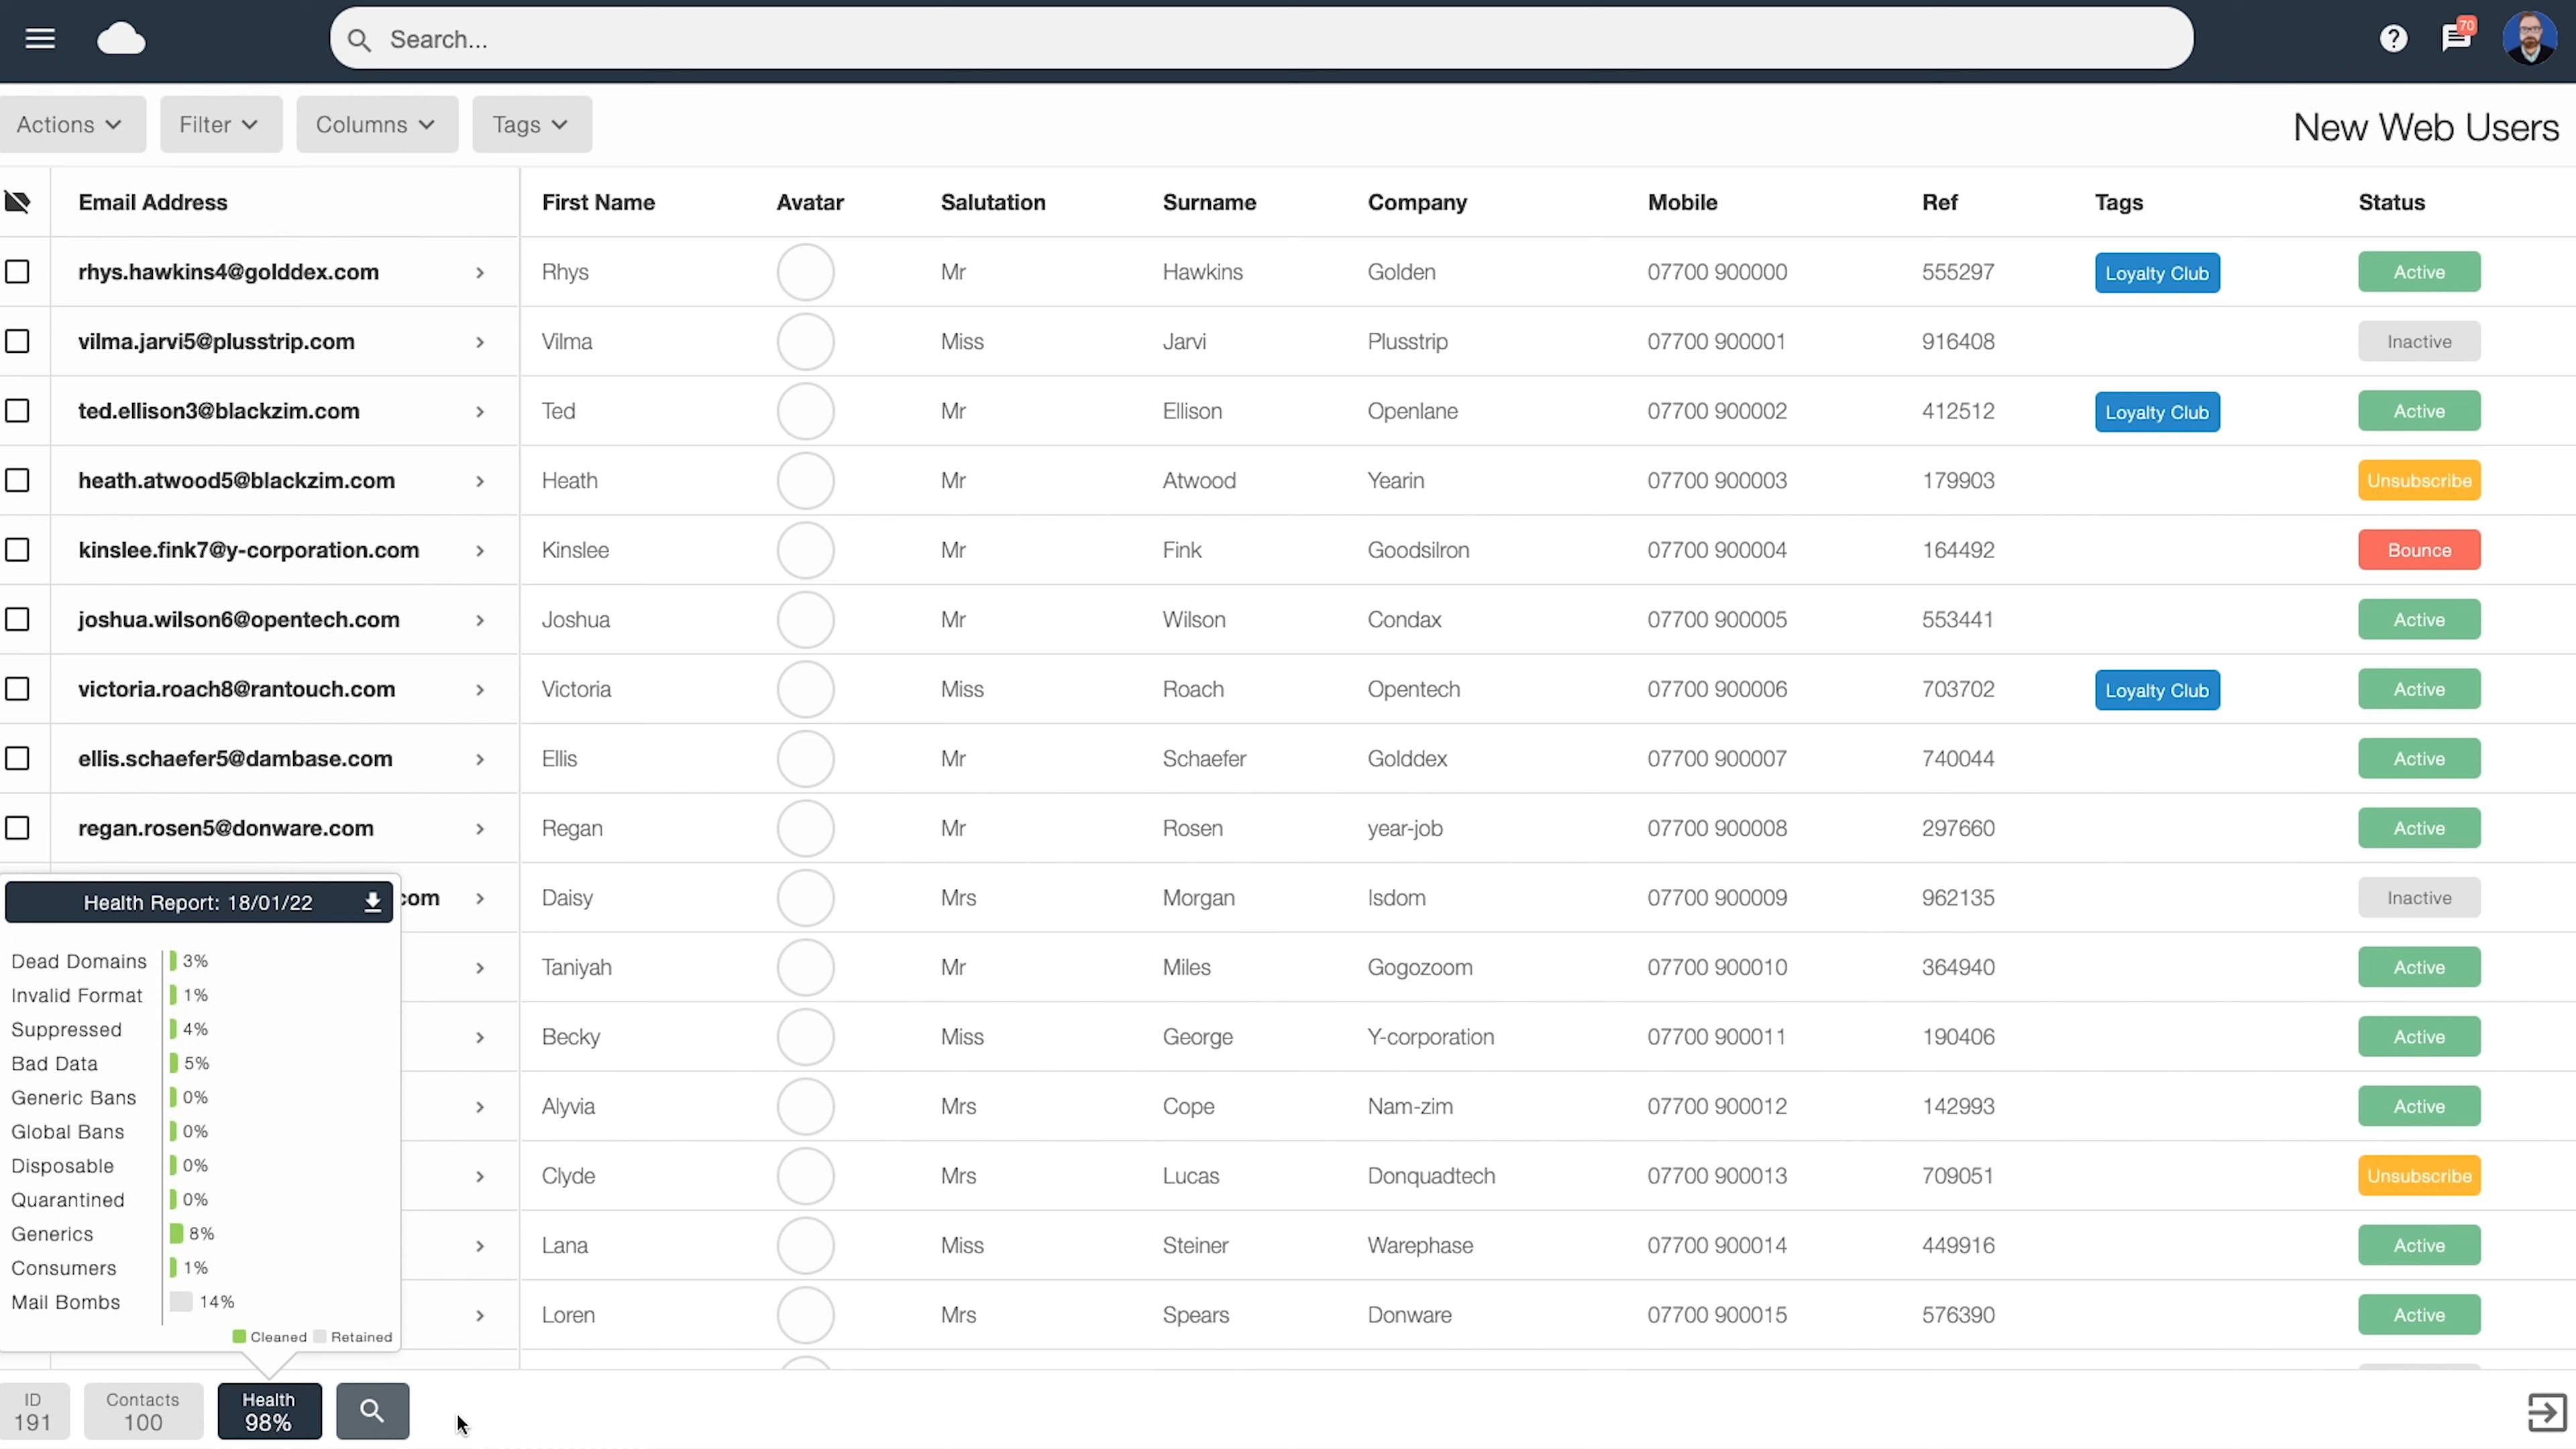 Search...
70
Actions
Filter
Columns
Tags
New Web Users
Email Address First Name Avatar Salutation Surname Company Mobile Ref Tags Status
rhys.hawkins4@golddex.com Rhys Mr Hawkins Golden 07700 900000 555297 Loyalty Club Active
vilma.jarvi5@plusstrip.com Vilma Miss Jarvi Plusstrip 07700 900001 916408 Inactive
ted.ellison3@blackzim.com Ted Mr Ellison Openlane 07700 900002 412512 Loyalty Club Active
heath.atwood5@blackzim.com Heath Mr Atwood Yearin 07700 900003 179903 Unsubscribe
kinslee.fink7@y-corporation.com Kinslee Mr Fink Goodsilron 07700 900004 164492 Bounce
joshua.wilson6@opentech.com Joshua Mr Wilson Condax 07700 900005 553441 Active
victoria.roach8@rantouch.com Victoria Miss Roach Opentech 07700 900006 703702 Loyalty Club Active
ellis.schaefer5@dambase.com Ellis Mr Schaefer Golddex 07700 900007 740044 Active
regan.rosen5@donware.com Regan Mr Rosen year-job 07700 900008 297660 Active
com Daisy Mrs Morgan Isdom 07700 900009 962135 Inactive
Taniyah Mr Miles Gogozoom 07700 900010 364940 Active
Becky Miss George Y-corporation 07700 900011 190406 Active
Alyvia Mrs Cope Nam-zim 07700 900012 142993 Active
Clyde Mrs Lucas Donquadtech 07700 900013 709051 Unsubscribe
Lana Miss Steiner Warephase 07700 900014 449916 Active
Loren Mrs Spears Donware 07700 900015 576390 Active
Health Report: 18/01/22
Dead Domains 3%
Invalid Format 1%
Suppressed 4%
Bad Data 5%
Generic Bans 0%
Global Bans 0%
Disposable 0%
Quarantined 0%
Generics 8%
Consumers 1%
Mail Bombs 14%
Cleaned Retained
ID
191
Contacts
100
Health
98%